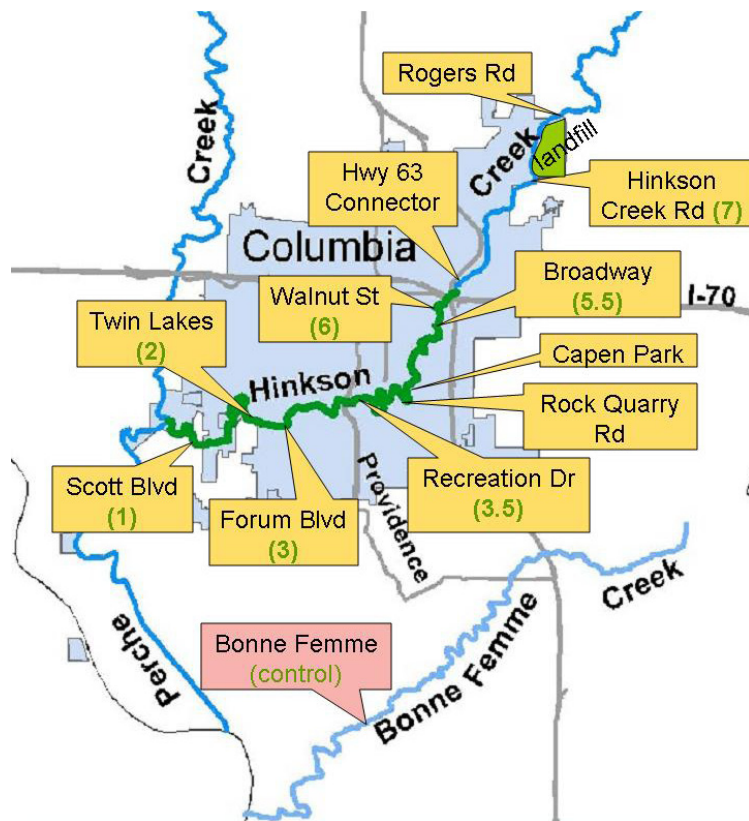 Rogers Rd
Creek
Creek
landfill
Hwy 63
Connector
Hinkson
Creek Rd (7)
Columbia
Broadway
(5.5)
I-70
Walnut St
(6)
Twin Lakes
(2)
Capen Park
Hinkson
Rock Quarry
Rd
Scott Blvd
(1)
Forum Blvd
(3)
Providence
Recreation Dr
(3.5)
Creek
Perche
Bonne Femme
(control)
Bonne Femme